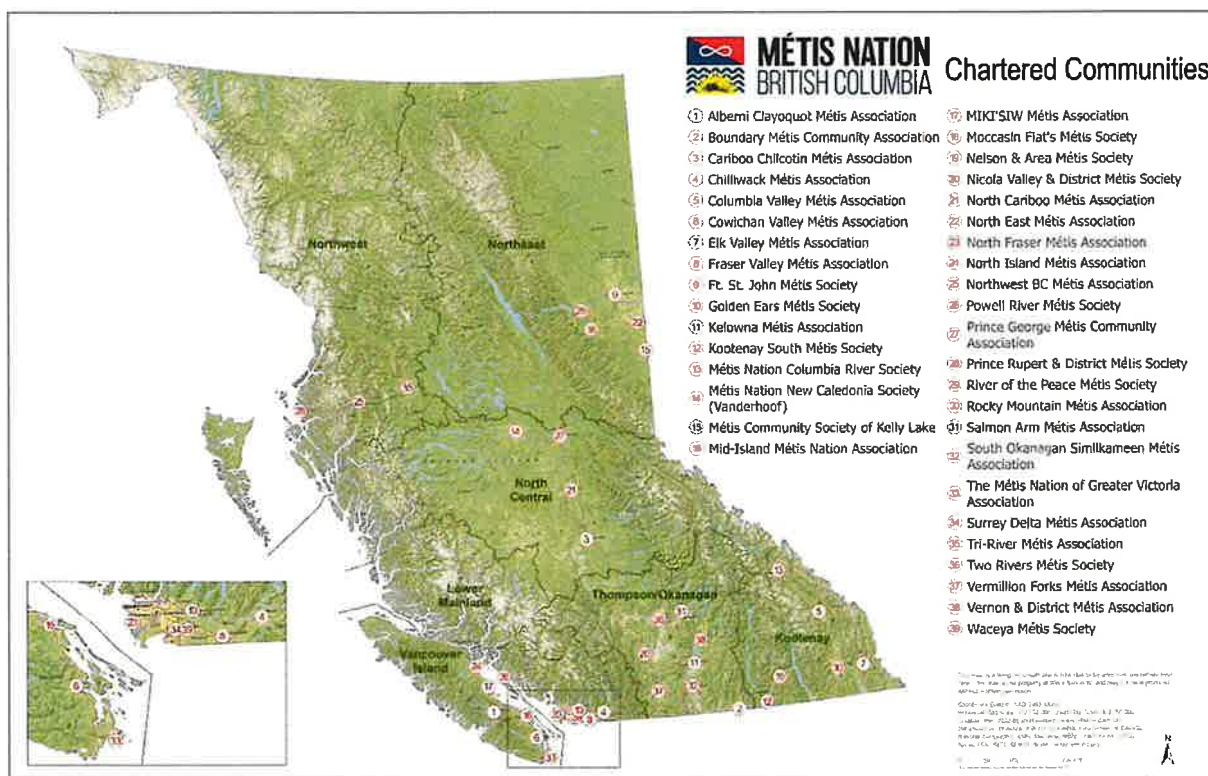 MÉTIS NATION
BRITISH COLUMBIA
Chartered Communities
1 Alberni Clayoquot Métis Association
2 Boundary Métis Community Association
3 Cariboo Chilcotin Métis Association
4 Chilliwack Métis Association
5 Columbia Valley Métis Association
6 Cowichan Valley Métis Association
7 Elk Valley Métis Association
8 Fraser Valley Métis Association
9 Ft. St. John Métis Society
10 Golden Ears Métis Society
11 Kelowna Métis Association
12 Kootenay South Métis Society
13 Métis Nation Columbia River Society
14 Métis Nation New Caledonia Society
(Vanderhoof)
15 Métis Community Society of Kelly Lake
16 Mid-Island Métis Nation Association
17 MIKI'SIW Métis Association
18 Moccasin Flat's Métis Society
19 Nelson & Area Métis Society
20 Nicola Valley & District Métis Society
21 North Cariboo Métis Association
22 North East Métis Association
23 North Fraser Métis Association
24 North Island Métis Association
25 Northwest BC Métis Association
26 Powell River Métis Society
27 Prince George Métis Community
Association
28 Prince Rupert & District Métis Society
29 River of the Peace Métis Society
30 Rocky Mountain Métis Association
31 Salmon Arm Métis Association
32 South Okanagan Similkameen Métis
Association
33 The Métis Nation of Greater Victoria
Association
34 Surrey Delta Métis Association
35 Tri-River Métis Association
36 Two Rivers Métis Society
37 Vermillion Forks Métis Association
38 Vernon & District Métis Association
39 Waceya Métis Society
Northwest
Northeast
North
Central
Lower
Mainland
Thompson/Okanagan
Kootenay
Vancouver
Island
N